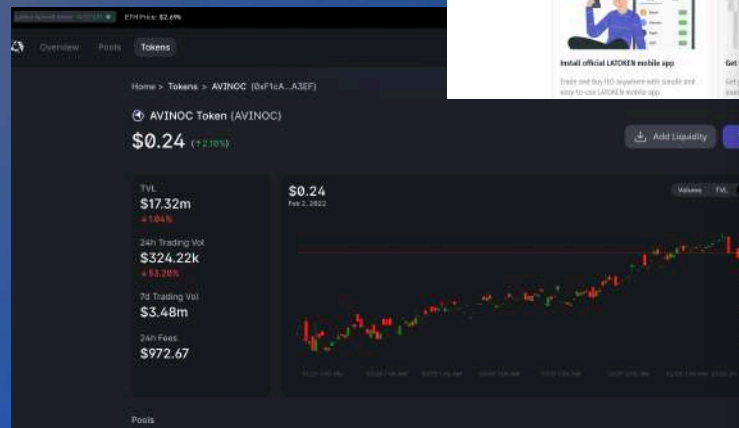 ETH Price: $2.69k
Overview Pools Tokens
Home > Tokens > AVINOC (0xF1cA...A3EF)
AVINOC Token (AVINOC)
$0.24 (↑2.10%)
Add Liquidity
TVL
$17.32m
↓1.04%
24h Trading Vol
$324.22k
↓53.20%
7d Trading Vol
$3.48m
24h Fees
$972.67
$0.24
Feb 2, 2022
Volume TVL
Pools
Install official LATOKEN mobile app
Trade and buy IEO anywhere with simple and
easy-to-use LATOKEN mobile app
Get